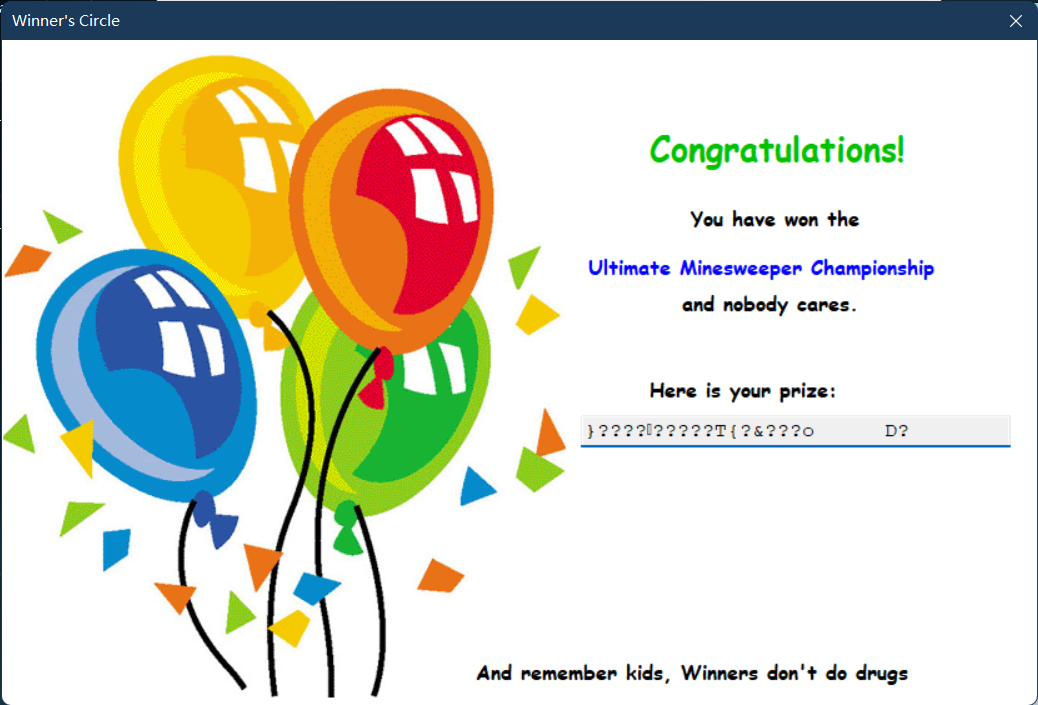 Winner's Circle
Congratulations!
You have won the
Ultimate Minesweeper Championship
and nobody cares.
Here is your prize:
}????▯?????T{?&???o D?
And remember kids, Winners don't do drugs